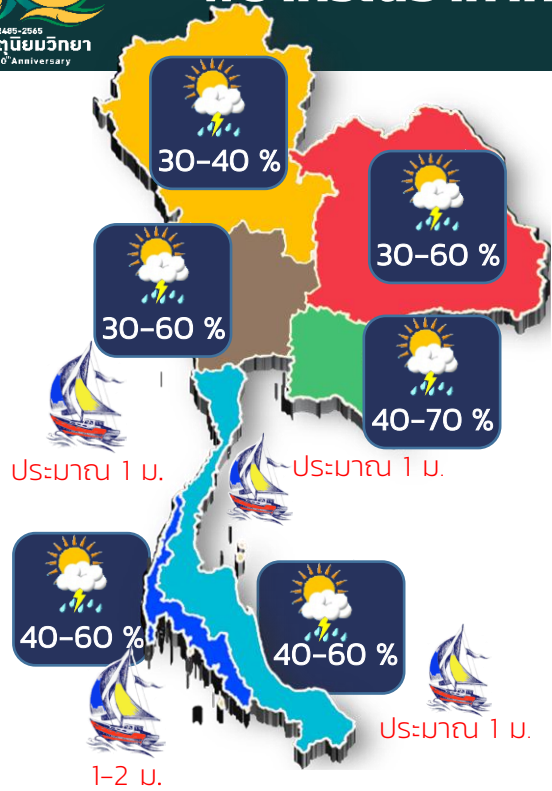 2485-2565
ตุนิยมวิทยา
0th Anniversary
30-40 %
30-60 %
30-60 %
40-70 %
ประมาณ 1 ม.
ประมาณ 1 ม.
40-60 %
40-60 %
ประมาณ 1 ม.
1-2 ม.